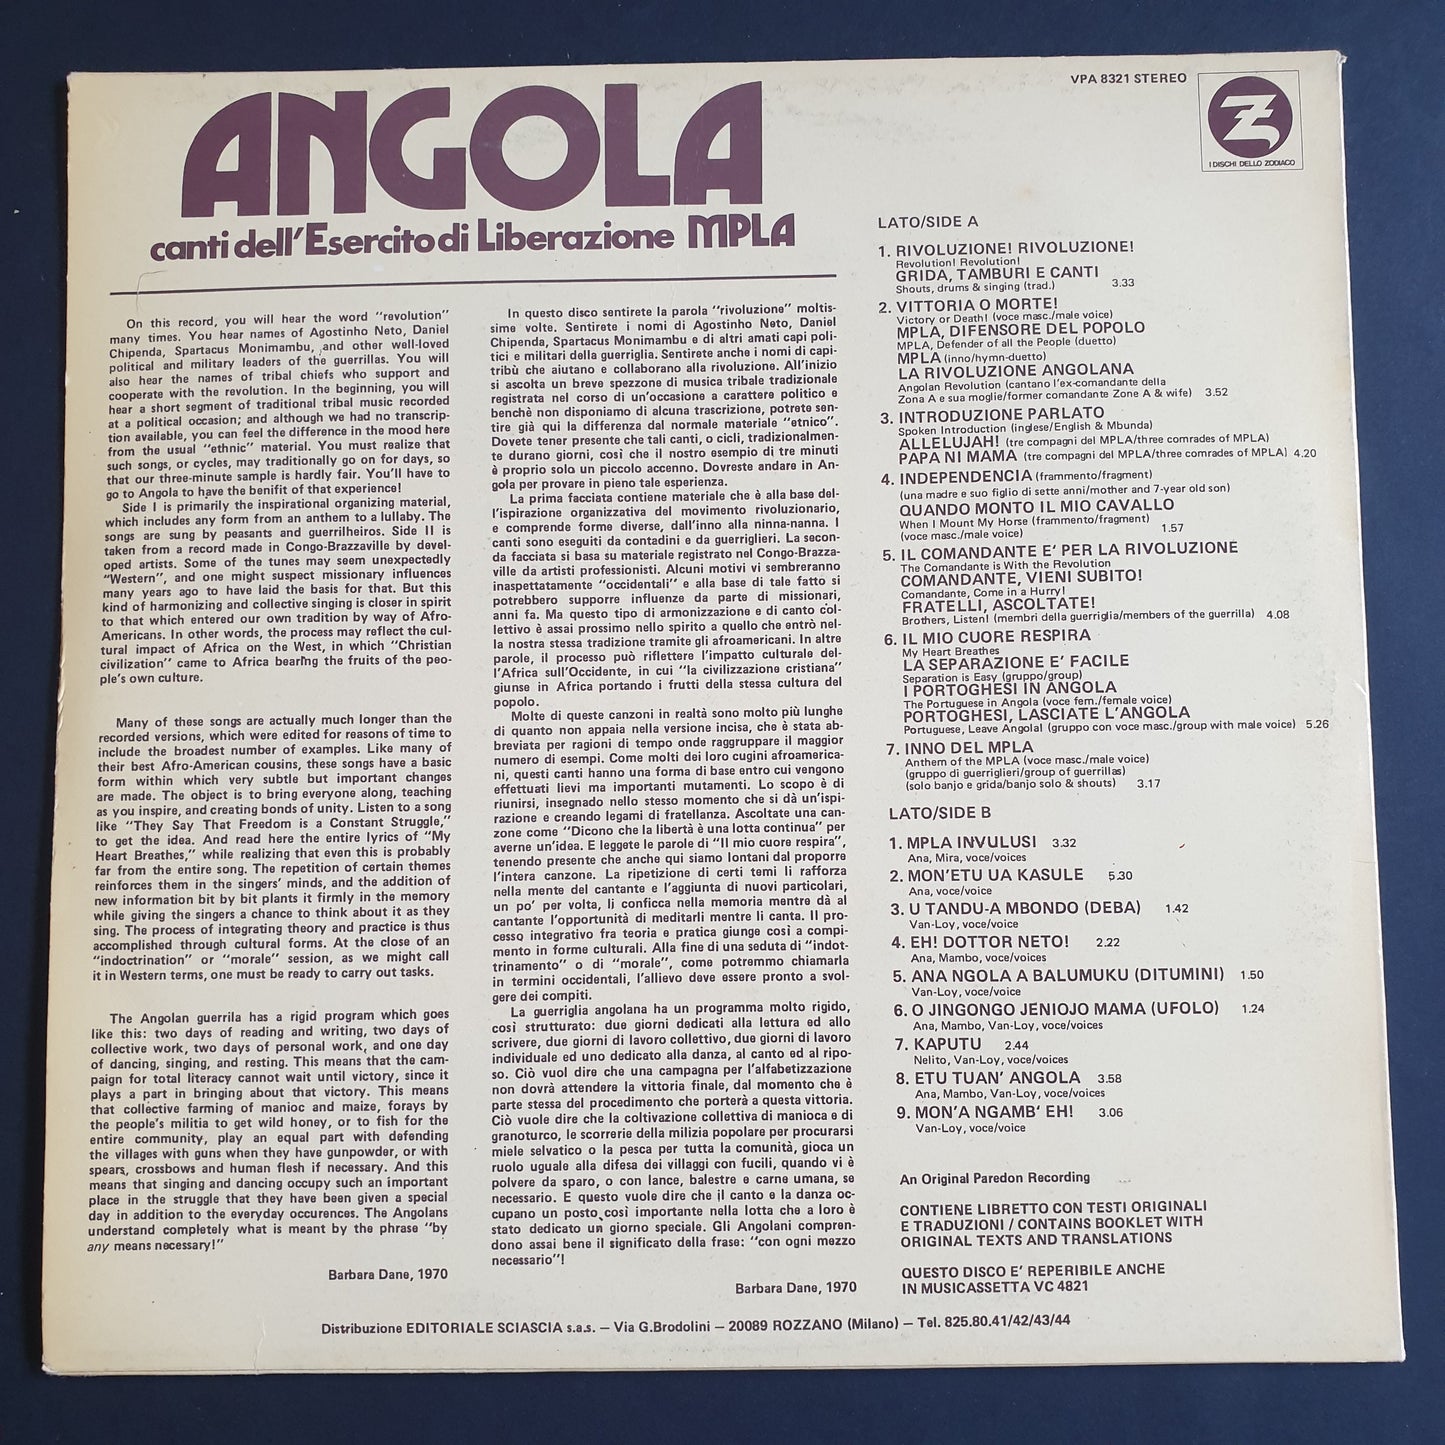 VPA 8321 STEREO
Z
I DISCHI DELLO ZODIACO
ANGOLA
canti dell'Esercito di Liberazione MPLA
On this record, you will hear the word "revolution"
many times. You hear names of Agostinho Neto, Daniel
Chipenda, Spartacus Monimambu, and other well-loved
political and military leaders of the guerrillas. You will
also hear the names of tribal chiefs who support and
cooperate with the revolution. In the beginning, you will
hear a short segment of traditional tribal music recorded
at a political occasion; and although we had no transcrip-
tion available, you can feel the difference in the mood here
from the usual "ethnic" material. You must realize that
such songs, or cycles, may traditionally go on for days, so
that our three-minute sample is hardly fair. You'll have to
go to Angola to have the benifit of that experience!
Side I is primarily the inspirational organizing material,
which includes any form from an anthem to a lullaby. The
songs are sung by peasants and guerrilheiros. Side II is
taken from a record made in Congo-Brazzaville by devel-
oped artists. Some of the tunes may seem unexpectedly
"Western", and one might suspect missionary influences
many years ago to have laid the basis for that. But this
kind of harmonizing and collective singing is closer in spirit
to that which entered our own tradition by way of Afro-
Americans. In other words, the process may reflect the cul-
tural impact of Africa on the West, in which "Christian
civilization" came to Africa bearing the fruits of the peo-
ple's own culture.
Many of these songs are actually much longer than the
recorded versions, which were edited for reasons of time to
include the broadest number of examples. Like many of
their best Afro-American cousins, these songs have a basic
form within which very subtle but important changes
are made. The object is to bring everyone along, teaching
as you inspire, and creating bonds of unity. Listen to a song
like "They Say That Freedom is a Constant Struggle,"
to get the idea. And read here the entire lyrics of "My
Heart Breathes," while realizing that even this is probably
far from the entire song. The repetition of certain themes
reinforces them in the singers' minds, and the addition of
new information bit by bit plants it firmly in the memory
while giving the singers a chance to think about it as they
sing. The process of integrating theory and practice is thus
accomplished through cultural forms. At the close of an
"indoctrination" or "morale" session, as we might call
it in Western terms, one must be ready to carry out tasks.
The Angolan guerrila has a rigid program which goes
like this: two days of reading and writing, two days of
collective work, two days of personal work, and one day
of dancing, singing, and resting. This means that the cam-
paign for total literacy cannot wait until victory, since it
plays a part in bringing about that victory. This means
that collective farming of manioc and maize, forays by
the people's militia to get wild honey, or to fish for the
entire community, play an equal part with defending
the villages with guns when they have gunpowder, or with
spears, crossbows and human flesh if necessary. And this
means that singing and dancing occupy such an important
place in the struggle that they have been given a special
day in addition to the everyday occurences. The Angolans
understand completely what is meant by the phrase "by
any means necessary!"
Barbara Dane, 1970
In questo disco sentirete la parola "rivoluzione" moltis-
sime volte. Sentirete i nomi di Agostinho Neto, Daniel
Chipenda, Spartacus Monimambu e di altri amati capi poli-
tici e militari della guerriglia. Sentirete anche i nomi di capi-
tribù che aiutano e collaborano alla rivoluzione. All'inizio
si ascolta un breve spezzone di musica tribale tradizionale
registrata nel corso di un'occasione a carattere politico e
benchè non disponiamo di alcuna trascrizione, potrete sen-
tire già qui la differenza dal normale materiale "etnico".
Dovete tener presente che tali canti, o cicli, tradizionalmen-
te durano giorni, così che il nostro esempio di tre minuti
è proprio solo un piccolo accenno. Dovreste andare in An-
gola per provare in pieno tale esperienza.
La prima facciata contiene materiale che è alla base del-
l'ispirazione organizzativa del movimento rivoluzionario,
e comprende forme diverse, dall'inno alla ninna-nanna. I
canti sono eseguiti da contadini e da guerriglieri. La secon-
da facciata si basa su materiale registrato nel Congo-Brazza-
ville da artisti professionisti. Alcuni motivi vi sembreranno
inaspettatamente "occidentali" e alla base di tale fatto si
potrebbero supporre influenze da parte di missionari,
anni fa. Ma questo tipo di armonizzazione e di canto col-
lettivo è assai prossimo nello spirito a quello che entrò nel-
la nostra stessa tradizione tramite gli afroamericani. In altre
parole, il processo può riflettere l'impatto culturale del-
l'Africa sull'Occidente, in cui "la civilizzazione cristiana"
giunse in Africa portando i frutti della stessa cultura del
popolo.
Molte di queste canzoni in realtà sono molto più lunghe
di quanto non appaia nella versione incisa, che è stata ab-
breviata per ragioni di tempo onde raggruppare il maggior
numero di esempi. Come molti dei loro cugini afroamerica-
ni, questi canti hanno una forma di base entro cui vengono
effettuati lievi ma importanti mutamenti. Lo scopo è di
riunirsi, insegnado nello stesso momento che si dà un'ispi-
razione e creando legami di fratellanza. Ascoltate una can-
zone come "Dicono che la libertà è una lotta continua" per
averne un'idea. E leggete le parole di "Il mio cuore respira",
tenendo presente che anche qui siamo lontani dal proporre
l'intera canzone. La ripetizione di certi temi li rafforza
nella mente del cantante e l'aggiunta di nuovi particolari,
un po' per volta, li conficca nella memoria mentre dà al
cantante l'opportunità di meditarli mentre li canta. Il pro-
cesso integrativo fra teoria e pratica giunge così a compi-
mento in forme culturali. Alla fine di una seduta di "indot-
trinamento" o di "morale", come potremmo chiamarla
in termini occidentali, l'allievo deve essere pronto a svol-
gere dei compiti.
La guerriglia angolana ha un programma molto rigido,
così strutturato: due giorni dedicati alla lettura ed allo
scrivere, due giorni di lavoro collettivo, due giorni di lavoro
individuale ed uno dedicato alla danza, al canto ed al ripo-
so. Ciò vuol dire che una campagna per l'alfabetizzazione
non dovrà attendere la vittoria finale, dal momento che è
parte stessa del procedimento che porterà a questa vittoria.
Ciò vuole dire che la coltivazione collettiva di manioca e di
granoturco, le scorrerie della milizia popolare per procurarsi
miele selvatico o la pesca per tutta la comunità, gioca un
ruolo uguale alla difesa dei villaggi con fucili, quando vi è
polvere da sparo, o con lance, balestre e carne umana, se
necessario. E questo vuole dire che il canto e la danza oc-
cupano un posto così importante nella lotta che a loro è
stato dedicato un giorno speciale. Gli Angolani compren-
dono assai bene il significato della frase: "con ogni mezzo
necessario"!
Barbara Dane, 1970
LATO/SIDE A
1. RIVOLUZIONE! RIVOLUZIONE!
Revolution! Revolution!
GRIDA, TAMBURI E CANTI
Shouts, drums & singing (trad.) 3.33
2. VITTORIA O MORTE!
Victory or Death! (voce masc./male voice)
MPLA, DIFENSORE DEL POPOLO
MPLA, Defender of all the People (duetto)
MPLA (inno/hymn-duetto)
LA RIVOLUZIONE ANGOLANA
Angolan Revolution (cantano l'ex-comandante della
Zona A e sua moglie/former comandante Zone A & wife) 3.52
3. INTRODUZIONE PARLATO
Spoken Introduction (inglese/English & Mbunda)
ALLELUJAH! (tre compagni del MPLA/three comrades of MPLA)
PAPA NI MAMA (tre compagni del MPLA/three comrades of MPLA) 4.20
4. INDEPENDENCIA (frammento/fragment)
(una madre e suo figlio di sette anni/mother and 7-year old son)
QUANDO MONTO IL MIO CAVALLO
When I Mount My Horse (frammento/fragment)
(voce masc./male voice) 1.57
5. IL COMANDANTE E' PER LA RIVOLUZIONE
The Comandante is With the Revolution
COMANDANTE, VIENI SUBITO!
Comandante, Come in a Hurry!
FRATELLI, ASCOLTATE!
Brothers, Listen! (membri della guerriglia/members of the guerrilla) 4.08
6. IL MIO CUORE RESPIRA
My Heart Breathes
LA SEPARAZIONE E' FACILE
Separation is Easy (gruppo/group)
I PORTOGHESI IN ANGOLA
The Portuguese in Angola (voce fem./female voice)
PORTOGHESI, LASCIATE L'ANGOLA
Portuguese, Leave Angola! (gruppo con voce masc./group with male voice) 5.26
7. INNO DEL MPLA
Anthem of the MPLA (voce masc./male voice)
(gruppo di guerriglieri/group of guerrillas)
(solo banjo e grida/banjo solo & shouts) 3.17
LATO/SIDE B
1. MPLA INVULUSI 3.32
Ana, Mira, voce/voices
2. MON'ETU UA KASULE 5.30
Ana, voce/voice
3. U TANDU-A MBONDO (DEBA) 1.42
Van-Loy, voce/voice
4. EH! DOTTOR NETO! 2.22
Ana, Mambo, voce/voices
5. ANA NGOLA A BALUMUKU (DITUMINI) 1.50
Van-Loy, voce/voice
6. O JINGONGO JENIOJO MAMA (UFOLO) 1.24
Ana, Mambo, Van-Loy, voce/voices
7. KAPUTU 2.44
Nelito, Van-Loy, voce/voices
8. ETU TUAN' ANGOLA 3.58
Ana, Mambo, Van-Loy, voce/voices
9. MON'A NGAMB' EH! 3.06
Van-Loy, voce/voice
An Original Paredon Recording
CONTIENE LIBRETTO CON TESTI ORIGINALI
E TRADUZIONI / CONTAINS BOOKLET WITH
ORIGINAL TEXTS AND TRANSLATIONS
QUESTO DISCO E' REPERIBILE ANCHE
IN MUSICASSETTA VC 4821
Distribuzione EDITORIALE SCIASCIA s.a.s. – Via G.Brodolini – 20089 ROZZANO (Milano) – Tel. 825.80.41/42/43/44